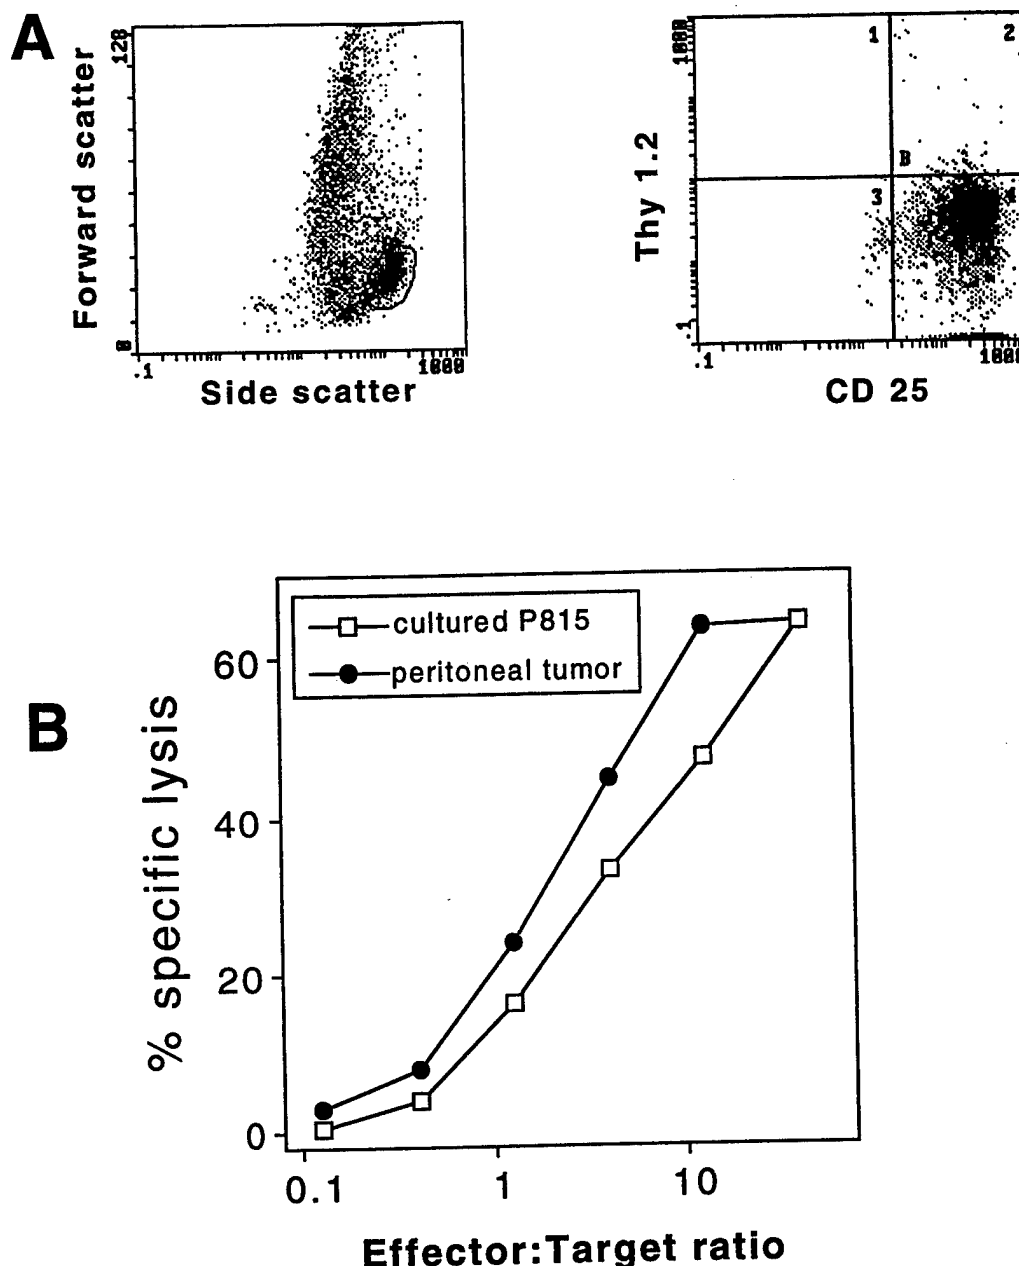 A
128
Forward scatter
0
.1
1000
Side scatter
1000
1
2
B
3
4
Thy 1.2
1
.1
1000
CD 25
B
cultured P815
peritoneal tumor
60
40
20
0
% specific lysis
0.1
1
10
Effector:Target ratio